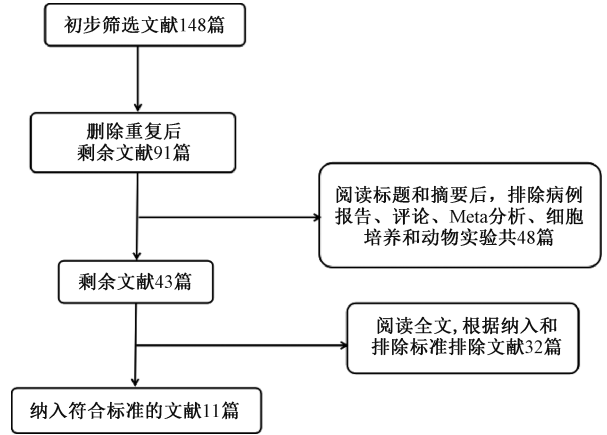 初步筛选文献148篇
删除重复后
剩余文献91篇
阅读标题和摘要后，排除病例
报告、评论、Meta分析、细胞
培养和动物实验共48篇
剩余文献43篇
阅读全文,根据纳入和
排除标准排除文献32篇
纳入符合标准的文献11篇